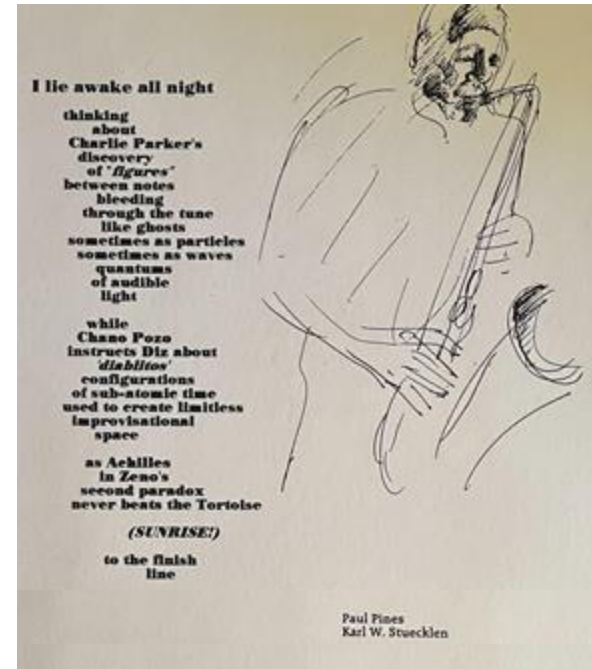 I lie awake all night
thinking
about
Charlie Parker's
discovery
of "figures"
between notes
bleeding
through the tune
like ghosts
sometimes as particles
sometimes as waves
quantums
of audible
light
while
Chano Pozo
instructs Diz about
'diablitos'
configurations
of sub-atomic time
used to create limitless
improvisational
space
as Achilles
in Zeno's
second paradox
never beats the Tortoise
(SUNRISE!)
to the finish
line
Paul Pines
Karl W. Stuecklen